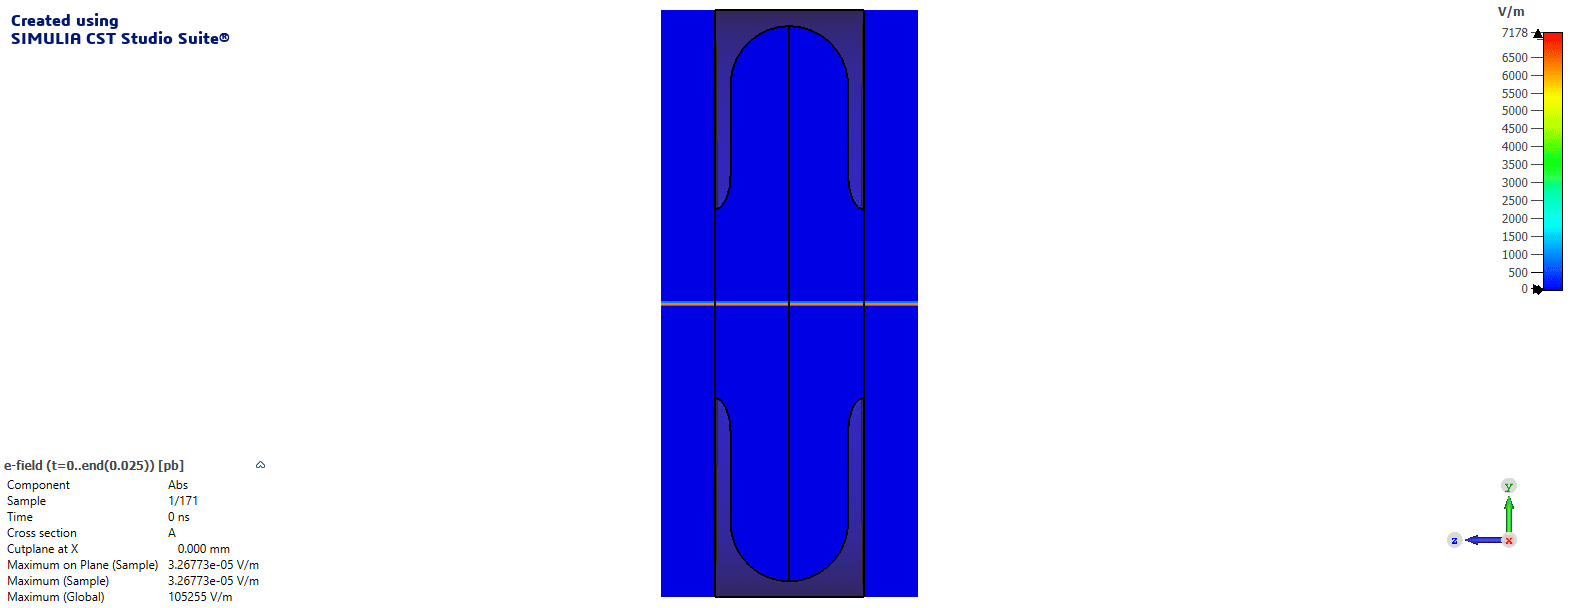 Created using
SIMULIA CST Studio Suite®
V/m
7178
6500
6000
5500
5000
4500
4000
3500
3000
2500
2000
1500
1000
500
0
e-field (t=0..end(0.025)) [pb]
Component Abs
Sample 1/171
Time 0 ns
Cross section A
Cutplane at X 0.000 mm
Maximum on Plane (Sample) 3.26773e-05 V/m
Maximum (Sample) 3.26773e-05 V/m
Maximum (Global) 105255 V/m
y
z
x